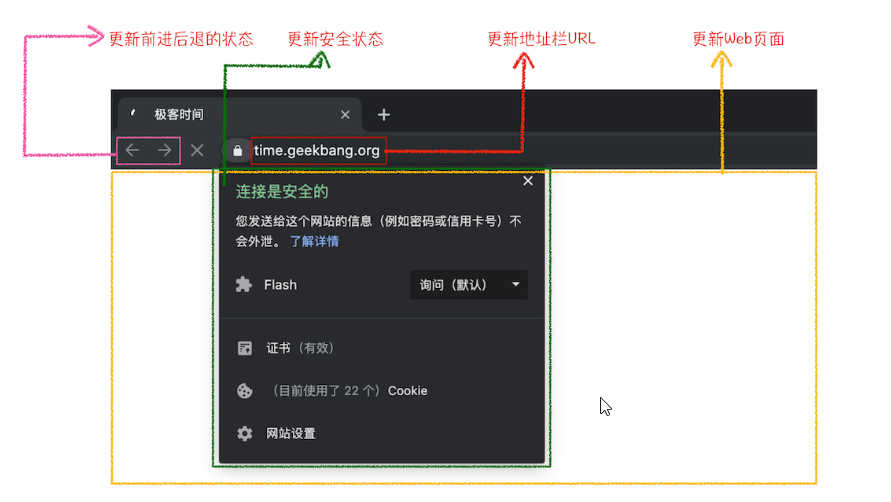 更新前进后退的状态
更新安全状态
更新地址栏URL
更新Web页面
极客时间
time.geekbang.org
连接是安全的
您发送给这个网站的信息（例如密码或信用卡号）不
会外泄。 了解详情
Flash
询问（默认）
证书（有效）
（目前使用了 22 个）Cookie
网站设置